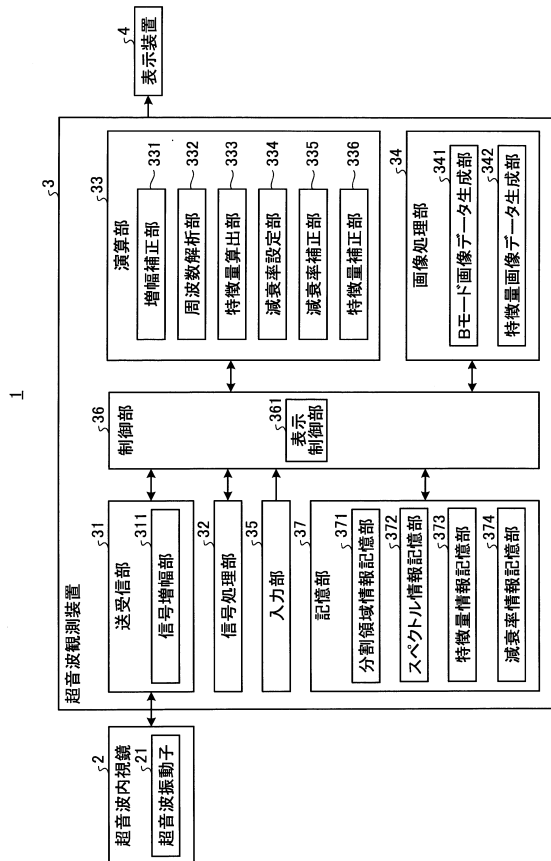 1
超音波内視鏡
2
超音波振動子
21
超音波観測装置
3
送受信部
31
信号増幅部
311
信号処理部
32
入力部
35
記憶部
37
分割領域情報記憶部
371
スペクトル情報記憶部
372
特徴量情報記憶部
373
減衰率情報記憶部
374
制御部
36
表示
制御部
361
演算部
33
増幅補正部
331
周波数解析部
332
特徴量算出部
333
減衰率設定部
334
減衰率補正部
335
特徴量補正部
336
画像処理部
34
Bモード画像データ生成部
341
特徴量画像データ生成部
342
表示装置
4